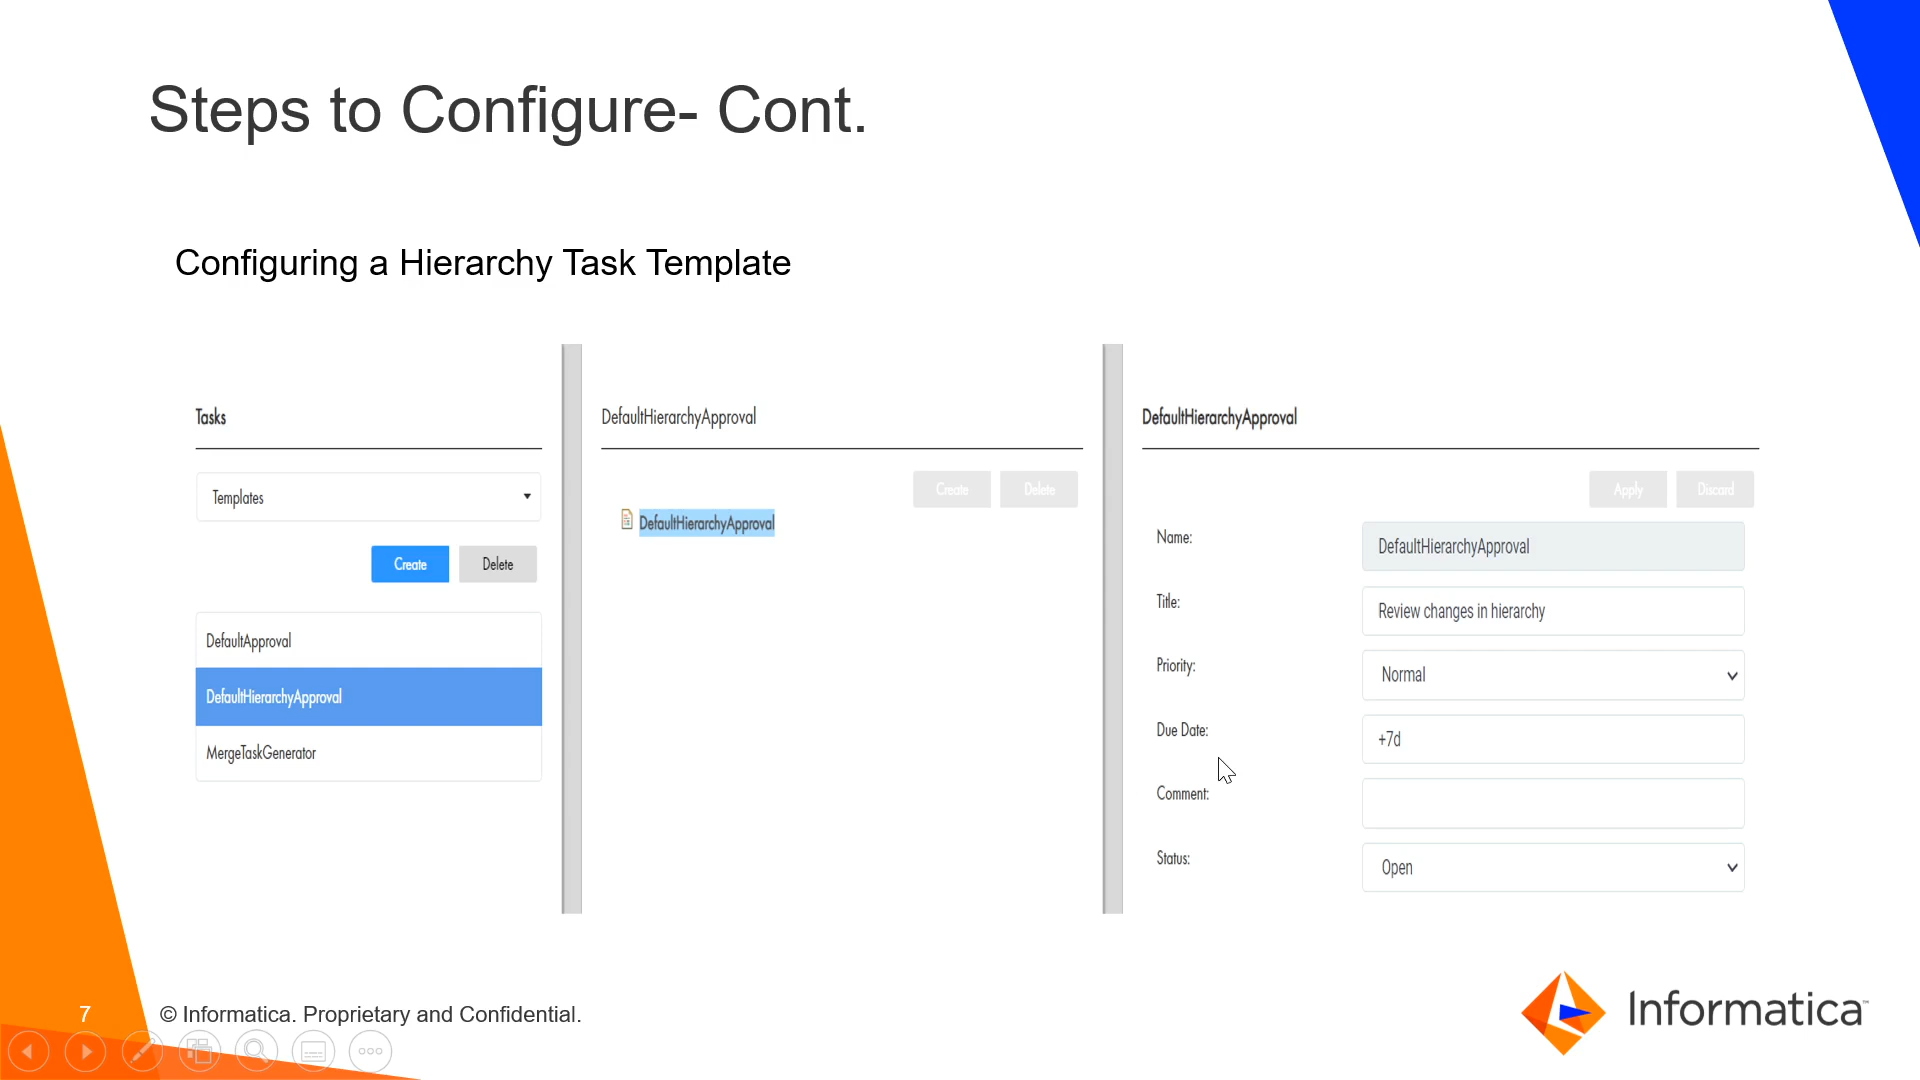 Steps to Configure- Cont.
Configuring a Hierarchy Task Template
Tasks
Templates
Create Delete
DefaultApproval
DefaultHierarchyApproval
MergeTaskGenerator
DefaultHierarchyApproval
Create Delete
DefaultHierarchyApproval
DefaultHierarchyApproval
Apply Discard
Name: DefaultHierarchyApproval
Title: Review changes in hierarchy
Priority: Normal
Due Date: +7d
Comment:
Status: Open
7 © Informatica. Proprietary and Confidential.
Informatica™